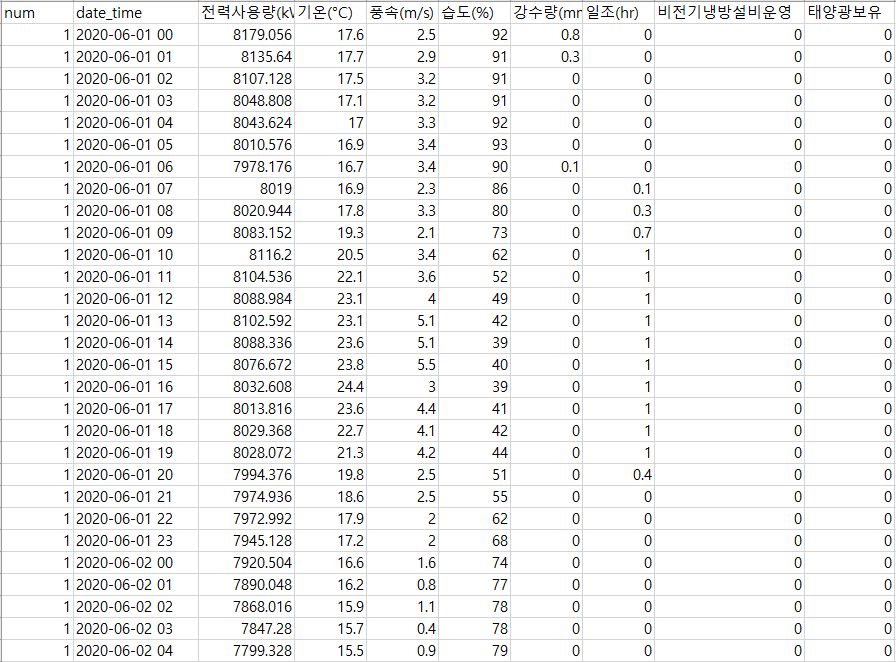 num date_time 전력사용량(kW 기온(°C) 풍속(m/s) 습도(%) 강수량(mm 일조(hr) 비전기냉방설비운영 태양광보유
1 2020-06-01 00 8179.056 17.6 2.5 92 0.8 0 0 0
1 2020-06-01 01 8135.64 17.7 2.9 91 0.3 0 0 0
1 2020-06-01 02 8107.128 17.5 3.2 91 0 0 0 0
1 2020-06-01 03 8048.808 17.1 3.2 91 0 0 0 0
1 2020-06-01 04 8043.624 17 3.3 92 0 0 0 0
1 2020-06-01 05 8010.576 16.9 3.4 93 0 0 0 0
1 2020-06-01 06 7978.176 16.7 3.4 90 0.1 0 0 0
1 2020-06-01 07 8019 16.9 2.3 86 0 0.1 0 0
1 2020-06-01 08 8020.944 17.8 3.3 80 0 0.3 0 0
1 2020-06-01 09 8083.152 19.3 2.1 73 0 0.7 0 0
1 2020-06-01 10 8116.2 20.5 3.4 62 0 1 0 0
1 2020-06-01 11 8104.536 22.1 3.6 52 0 1 0 0
1 2020-06-01 12 8088.984 23.1 4 49 0 1 0 0
1 2020-06-01 13 8102.592 23.1 5.1 42 0 1 0 0
1 2020-06-01 14 8088.336 23.6 5.1 39 0 1 0 0
1 2020-06-01 15 8076.672 23.8 5.5 40 0 1 0 0
1 2020-06-01 16 8032.608 24.4 3 39 0 1 0 0
1 2020-06-01 17 8013.816 23.6 4.4 41 0 1 0 0
1 2020-06-01 18 8029.368 22.7 4.1 42 0 1 0 0
1 2020-06-01 19 8028.072 21.3 4.2 44 0 1 0 0
1 2020-06-01 20 7994.376 19.8 2.5 51 0 0.4 0 0
1 2020-06-01 21 7974.936 18.6 2.5 55 0 0 0 0
1 2020-06-01 22 7972.992 17.9 2 62 0 0 0 0
1 2020-06-01 23 7945.128 17.2 2 68 0 0 0 0
1 2020-06-02 00 7920.504 16.6 1.6 74 0 0 0 0
1 2020-06-02 01 7890.048 16.2 0.8 77 0 0 0 0
1 2020-06-02 02 7868.016 15.9 1.1 78 0 0 0 0
1 2020-06-02 03 7847.28 15.7 0.4 78 0 0 0 0
1 2020-06-02 04 7799.328 15.5 0.9 79 0 0 0 0